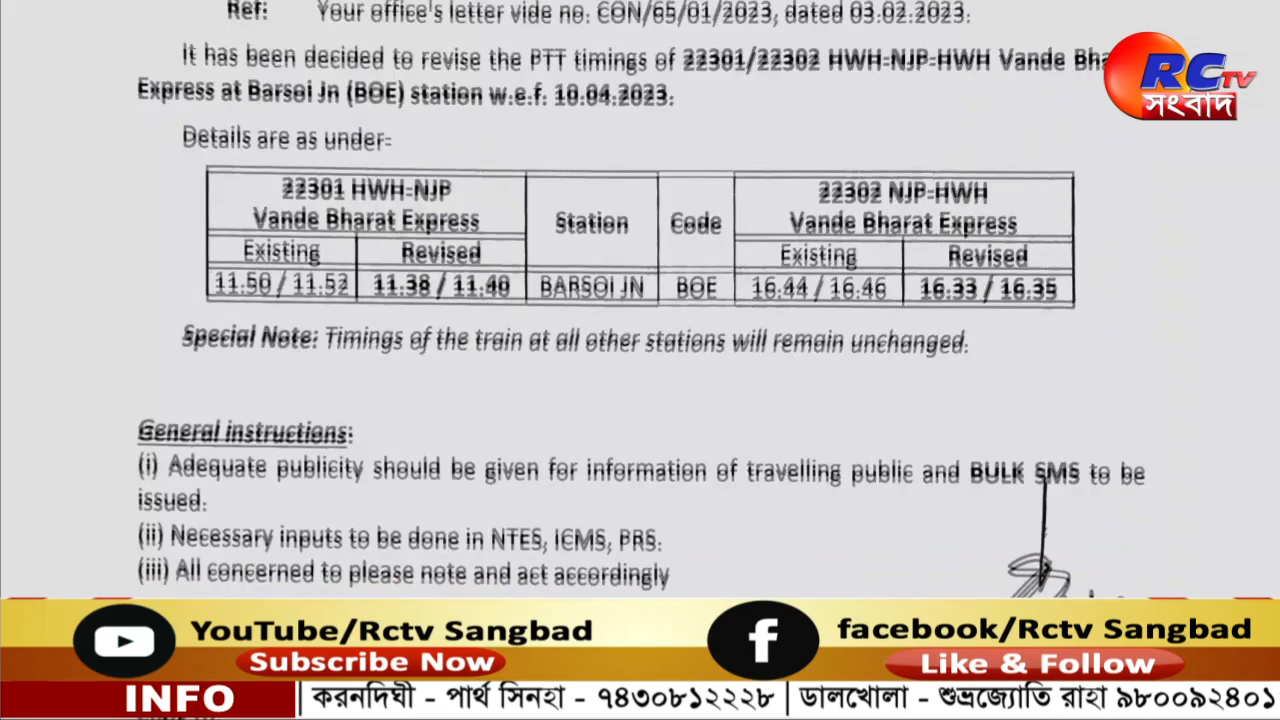 Ref: Your office's letter vide no. CON/65/01/2023, dated 03.02.2023.
It has been decided to revise the PTT timings of 22301/22302 HWH-NJP-HWH Vande
Express at Barsoi Jn (BOE) station w.e.f. 10.04.2023.
Details are as under-
22301 HWH-NJP
Vande Bharat Express
Station
Code
22302 NJP-HWH
Vande Bharat Express
Existing Revised Existing Revised
11.50 / 11.52 11.38 / 11.40 BARSOI JN BOE 16.44 / 16.46 16.33 / 16.35
Special Note: Timings of the train at all other stations will remain unchanged.
General instructions:
(i) Adequate publicity should be given for information of travelling public and BULK SMS to be
issued.
(ii) Necessary inputs to be done in NTES, ICMS, PRS.
(iii) All concerned to please note and act accordingly
RCTV
সংবাদ
YouTube/Rctv Sangbad
Subscribe Now
facebook/Rctv Sangbad
Like & Follow
INFO
| করনদিঘী - পার্থ সিনহা - ৭৪৩০৮১২২২৮ | ডালখোলা - শুভ্রজ্যোতি রাহা ৯৮০০৯২৪০১